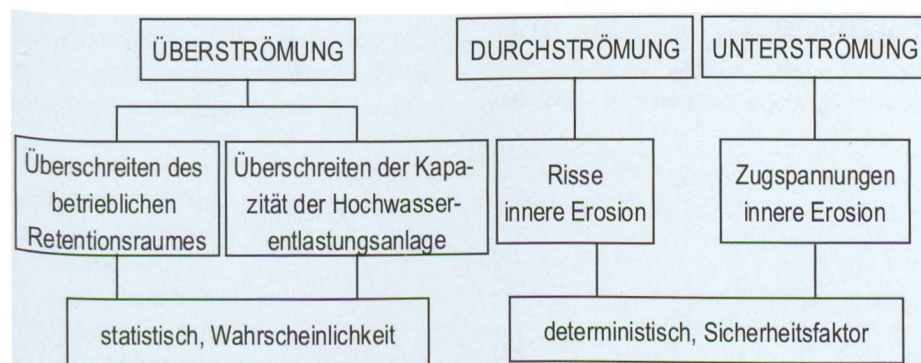 ÜBERSTRÖMUNG
DURCHSTRÖMUNG
UNTERSTRÖMUNG
Überschreiten des
betrieblichen
Retentionsraumes
Überschreiten der Kapa-
zität der Hochwasser-
entlastungsanlage
Risse
innere Erosion
Zugspannungen
innere Erosion
statistisch, Wahrscheinlichkeit
deterministisch, Sicherheitsfaktor